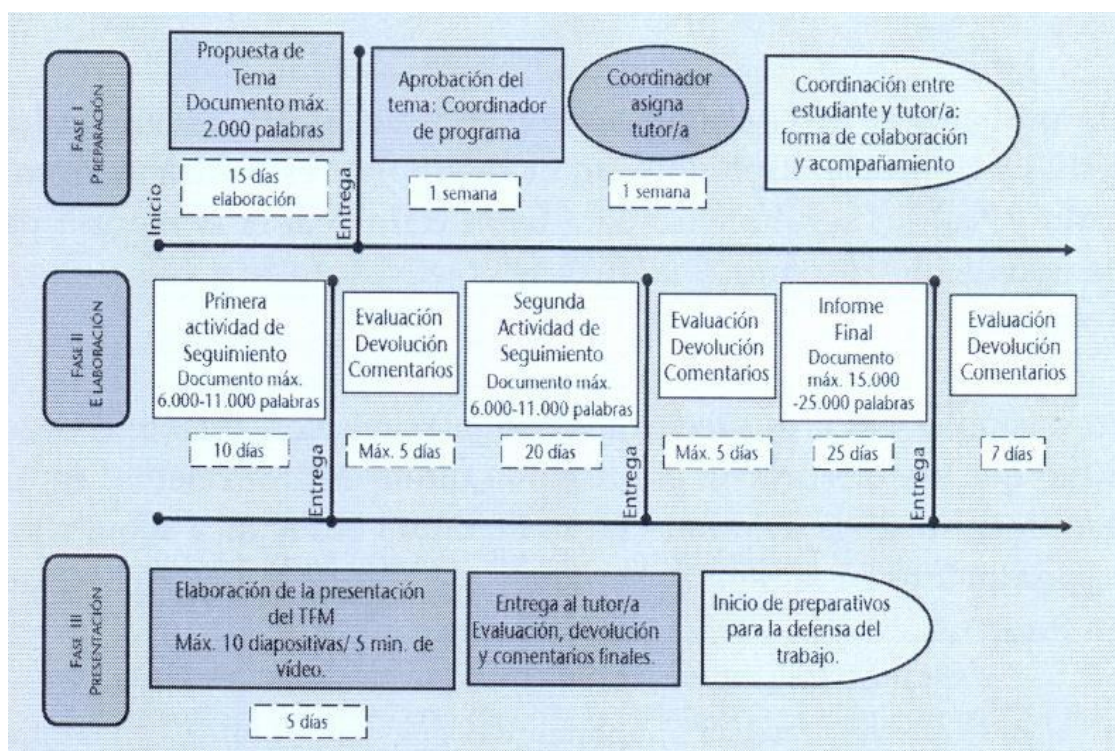 FASE I
PREPARACIÓN
Propuesta de
Tema
Documento máx.
2.000 palabras
15 días
elaboración
Inicio
Entrega
Aprobación del
tema: Coordinador
de programa
1 semana
Coordinador
asigna
tutor/a
1 semana
Coordinación entre
estudiante y tutor/a:
forma de colaboración
y acompañamiento
FASE II
ELABORACIÓN
Primera
actividad de
Seguimiento
Documento máx.
6.000-11.000 palabras
10 días
Entrega
Evaluación
Devolución
Comentarios
Máx. 5 días
Segunda
Actividad de
Seguimiento
Documento máx.
6.000-11.000 palabras
20 días
Entrega
Evaluación
Devolución
Comentarios
Máx. 5 días
Informe
Final
Documento
máx. 15.000
-25.000 palabras
25 días
Entrega
Evaluación
Devolución
Comentarios
7 días
FASE III
PRESENTACIÓN
Elaboración de la presentación
del TFM
Máx. 10 diapositivas/ 5 min. de
vídeo.
5 días
Entrega al tutor/a
Evaluación, devolución
y comentarios finales.
Inicio de preparativos
para la defensa del
trabajo.